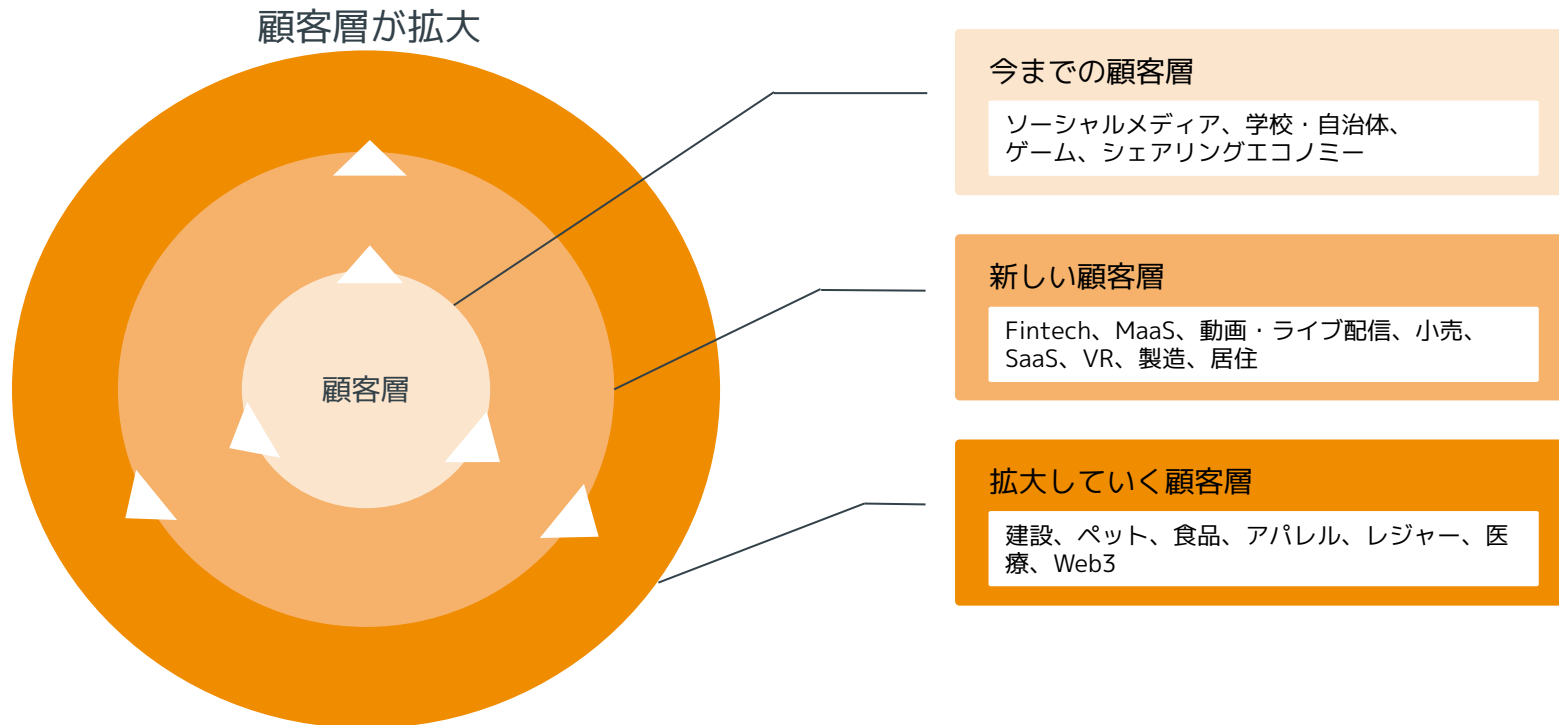 顧客層が拡大
顧客層
今までの顧客層
ソーシャルメディア、学校・自治体、
ゲーム、シェアリングエコノミー
新しい顧客層
Fintech、MaaS、動画・ライブ配信、小売、
SaaS、VR、製造、居住
拡大していく顧客層
建設、ペット、食品、アパレル、レジャー、医
療、Web3